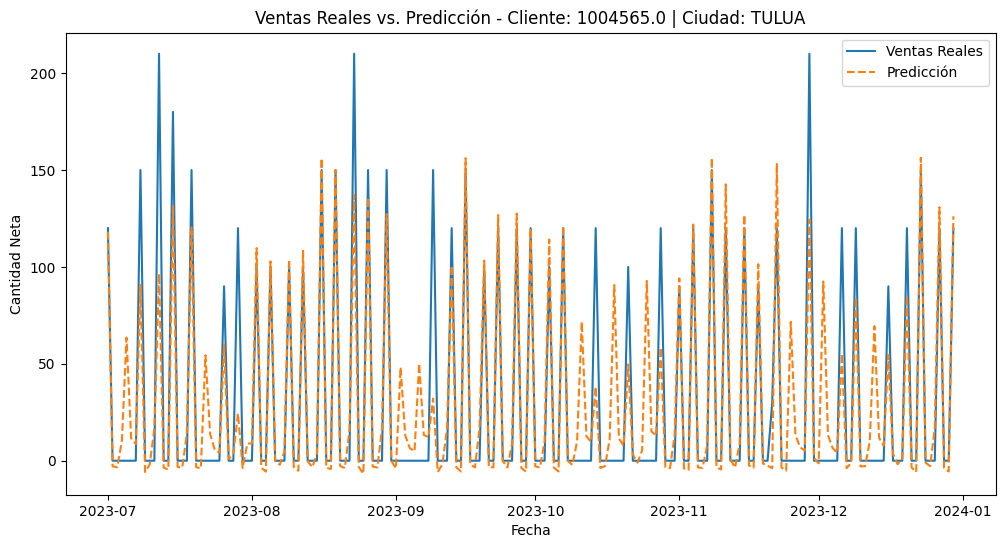 Ventas Reales vs. Predicción - Cliente: 1004565.0 | Ciudad: TULUA
Ventas Reales
Predicción
Cantidad Neta
200
150
100
50
0
2023-07
2023-08
2023-09
2023-10
2023-11
2023-12
2024-01
Fecha